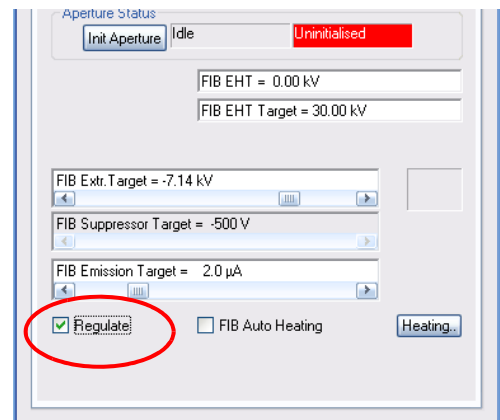 Aperture Status
Init Aperture Idle Uninitialised
FIB EHT = 0.00 kV
FIB EHT Target = 30.00 kV
FIB Extr.Target = -7.14 kV
FIB Suppressor Target = -500 V
FIB Emission Target = 2.0 µA
Regulate FIB Auto Heating Heating..